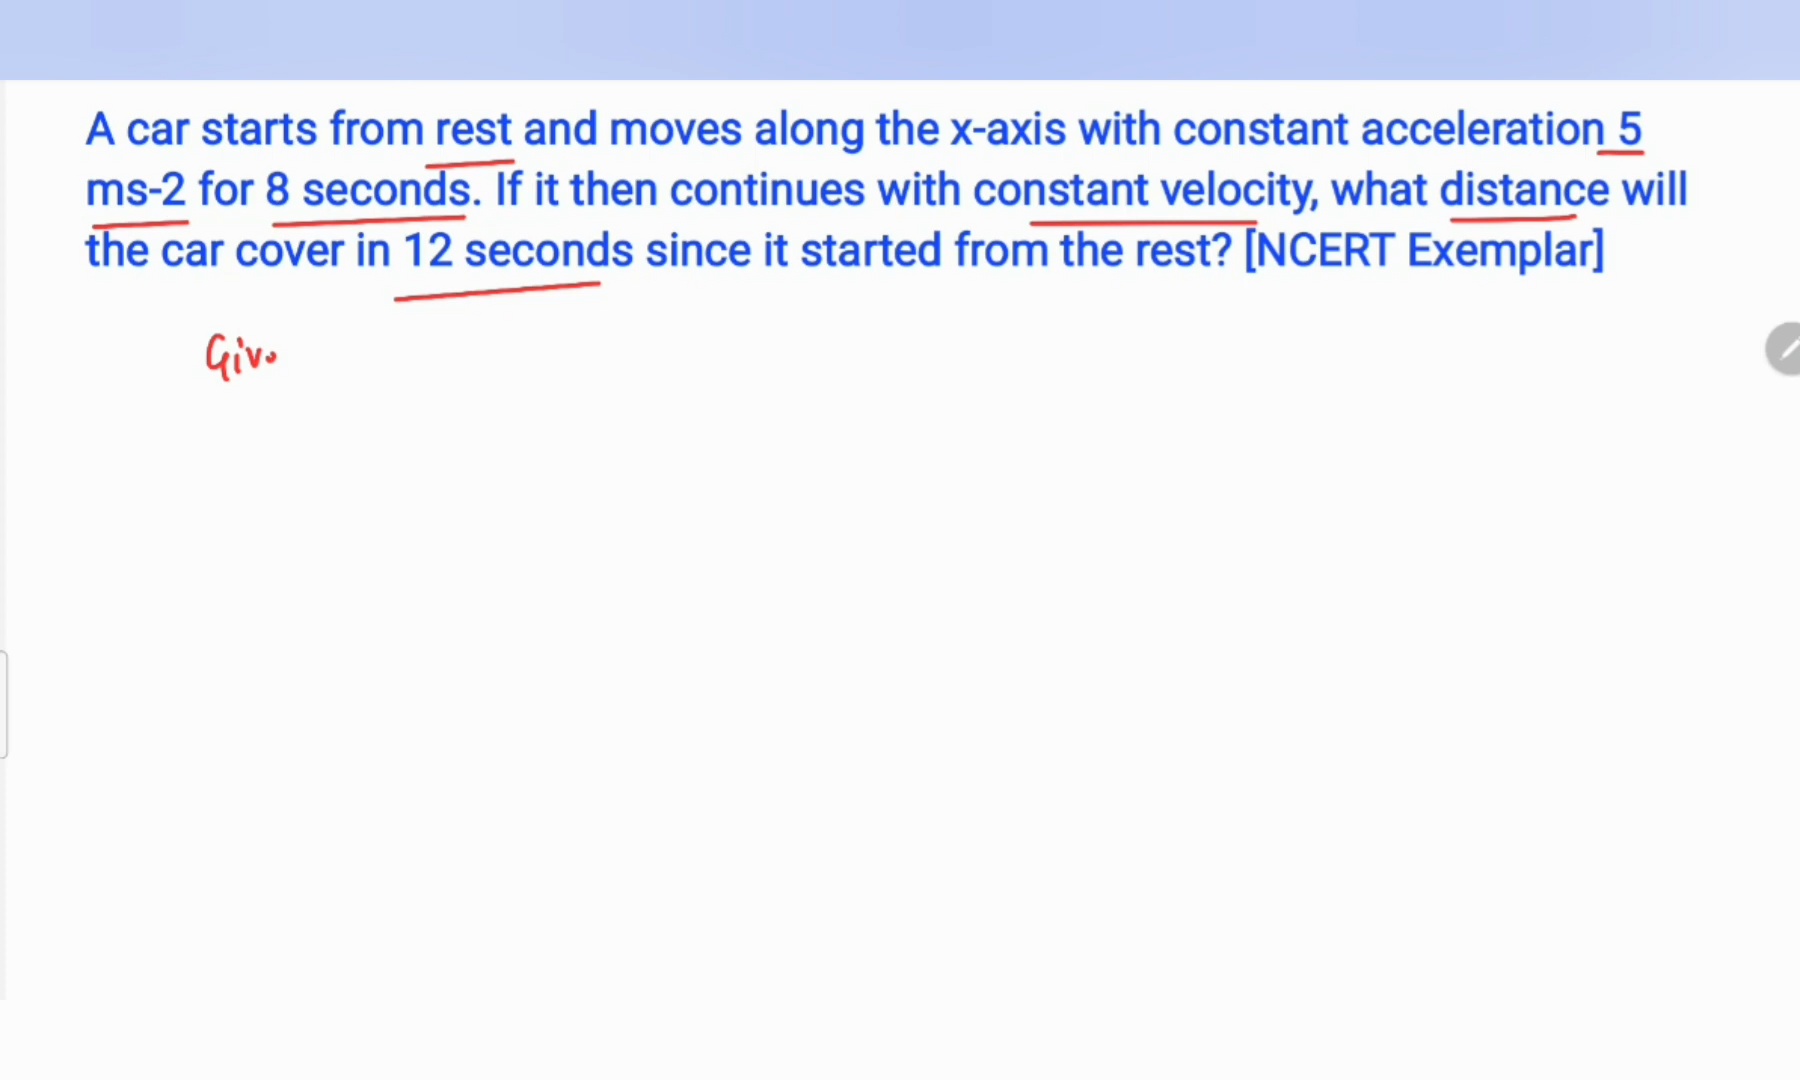 A car starts from rest and moves along the x-axis with constant acceleration 5
ms-2 for 8 seconds. If it then continues with constant velocity, what distance will
the car cover in 12 seconds since it started from the rest? [NCERT Exemplar]
Giv